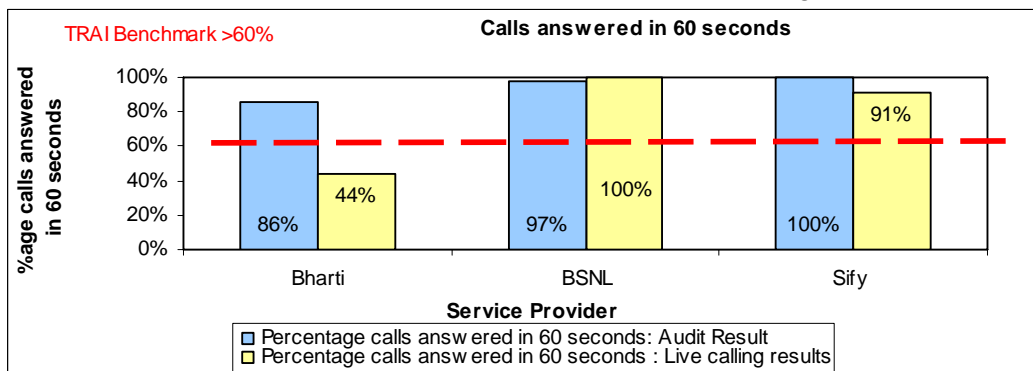 TRAI Benchmark >60%
Calls answered in 60 seconds
%age calls answered
in 60 seconds
100%
80%
60%
40%
20%
0%
86%
44%
97%
100%
100%
91%
Bharti
BSNL
Sify
Service Provider
Percentage calls answered in 60 seconds: Audit Result
Percentage calls answered in 60 seconds : Live calling results